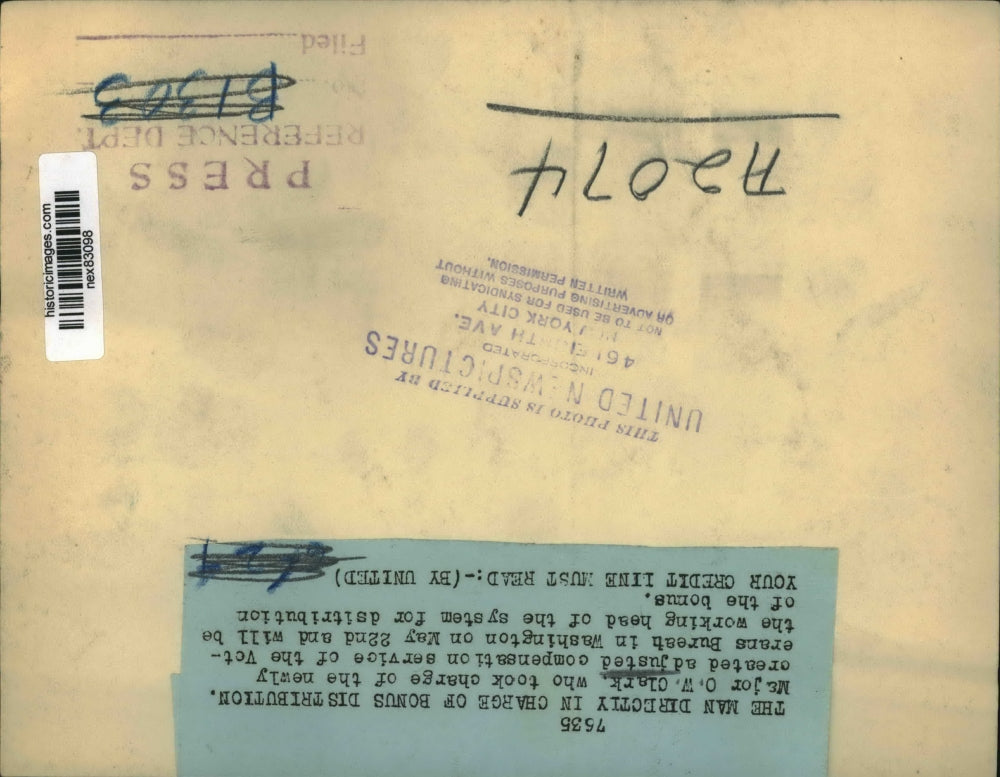 7635
THE MAN DIRECTLY IN CHARGE OF BONUS DISTRIBUTION.
Major O.W. Clark, who took charge of the newly
created adjusted compensation service of the Vet-
erans Bureau in Washington on May 22nd and will be
the working head of the system for dsitribution
of the bonus.
YOUR CREDIT LINE MUST READ:-(BY UNITED)
THIS PHOTO IS SUPPLIED BY
UNITED NEWSPICTURES
INCORPORATED
461 EIGHTH AVE.
YORK CITY
NOT TO BE USED FOR SYNDICATING
OR ADVERTISING PURPOSES WITHOUT
WRITTEN PERMISSION.
A2074
PRESS
REFERENCE DEPT.
No.
B1303
Filed
historicimages.com
nex83098